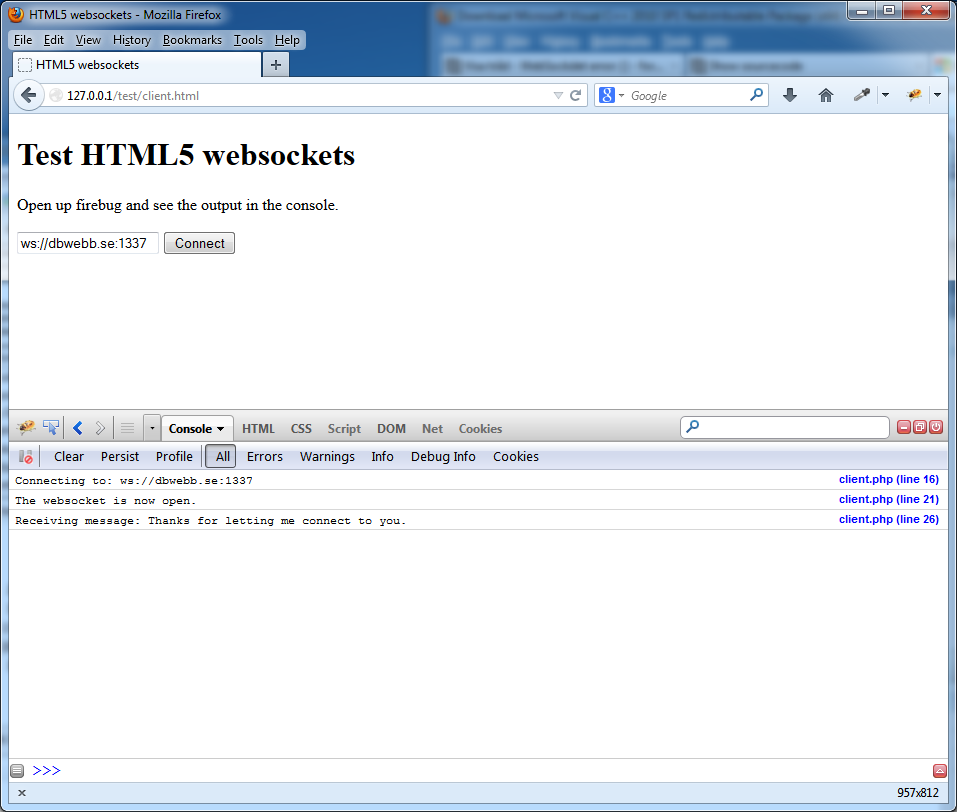 HTML5 websockets - Mozilla Firefox
File Edit View History Bookmarks Tools Help
HTML5 websockets
127.0.0.1/test/client.html
8 Google
Test HTML5 websockets
Open up firebug and see the output in the console.
ws://dbwebb.se:1337 Connect
Console HTML CSS Script DOM Net Cookies
Clear Persist Profile All Errors Warnings Info Debug Info Cookies
Connecting to: ws://dbwebb.se:1337 client.php (line 16)
The websocket is now open. client.php (line 21)
Receiving message: Thanks for letting me connect to you. client.php (line 26)
>>>
957x812